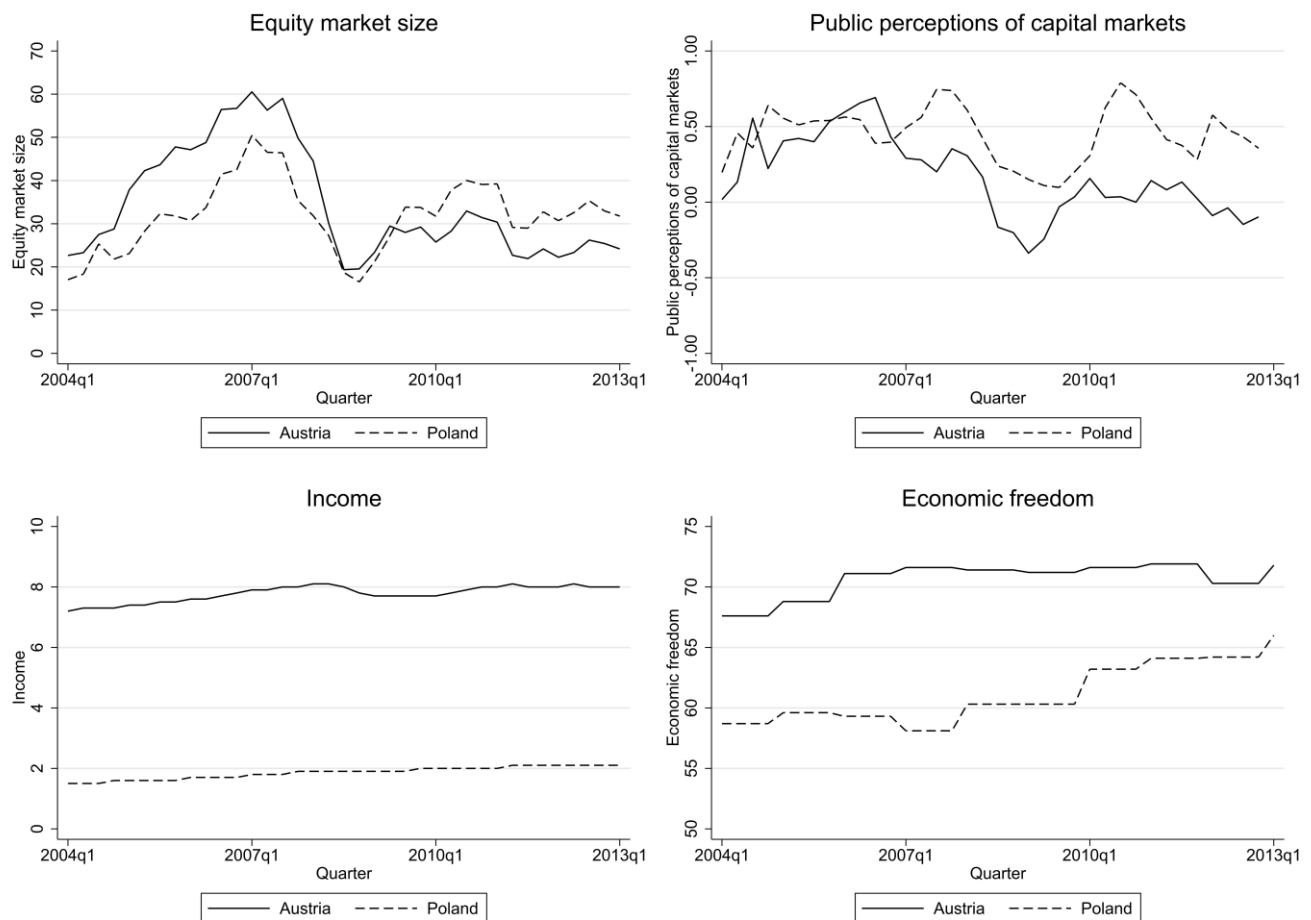 Equity market size
Equity market size
70
60
50
40
30
20
10
0
2004q1 2007q1 2010q1 2013q1
Quarter
Austria Poland
Public perceptions of capital markets
Public perceptions of capital markets
1.00
0.50
0.00
-0.50
-1.00
2004q1 2007q1 2010q1 2013q1
Quarter
Austria Poland
Income
Income
10
8
6
4
2
0
2004q1 2007q1 2010q1 2013q1
Quarter
Austria Poland
Economic freedom
Economic freedom
75
70
65
60
55
50
2004q1 2007q1 2010q1 2013q1
Quarter
Austria Poland